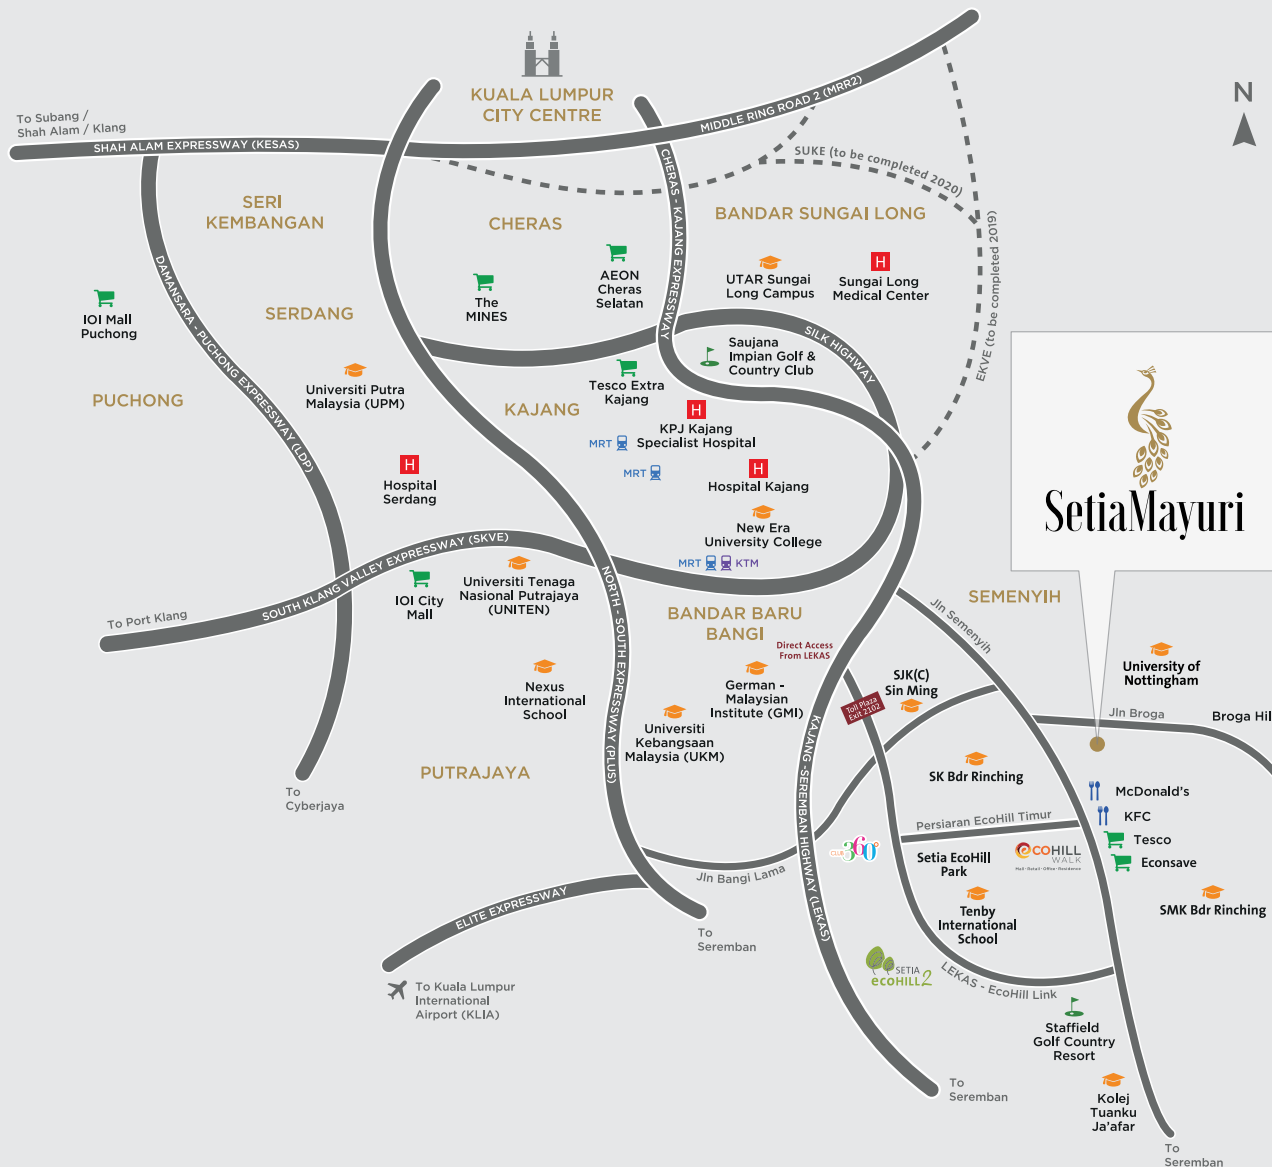 KUALA LUMPUR
CITY CENTRE
N
To Subang /
Shah Alam / Klang
SHAH ALAM EXPRESSWAY (KESAS)
MIDDLE RING ROAD 2 (MRR2)
SUKE (to be completed 2020)
EKVE (to be completed 2019)
CHERAS - KAJANG EXPRESSWAY
SERI
KEMBANGAN
CHERAS
BANDAR SUNGAI LONG
AEON
Cheras
Selatan
UTAR Sungai
Long Campus
Sungai Long
Medical Center
The
MINES
IOI Mall
Puchong
DAMANSARA - PUCHONG EXPRESSWAY (LDP)
SERDANG
SILK HIGHWAY
Saujana
Impian Golf &
Country Club
Universiti Putra
Malaysia (UPM)
Tesco Extra
Kajang
PUCHONG
KAJANG
KPJ Kajang
Specialist Hospital
MRT
MRT
Hospital
Serdang
Hospital Kajang
New Era
University College
SetiaMayuri
SOUTH KLANG VALLEY EXPRESSWAY (SKVE)
MRT
KTM
To Port Klang
IOI City
Mall
Universiti Tenaga
Nasional Putrajaya
(UNITEN)
NORTH - SOUTH EXPRESSWAY (PLUS)
BANDAR BARU
BANGI
SEMENYIH
Jln Semenyih
Direct Access
From LEKAS
Toll Plaza
Exit 2102
SJK(C)
Sin Ming
University of
Nottingham
Nexus
International
School
German -
Malaysian
Institute (GMI)
Universiti
Kebangsaan
Malaysia (UKM)
KAJANG -SEREMBAN HIGHWAY (LEKAS)
Jln Broga
Broga Hil
PUTRAJAYA
SK Bdr Rinching
To
Cyberjaya
McDonald's
KFC
Tesco
Econsave
Persiaran EcoHill Timur
CLUB 360°
Setia EcoHill
Park
ecOHILL
WALK
Mall · Retail · Office · Residence
Jln Bangi Lama
ELITE EXPRESSWAY
Tenby
International
School
SMK Bdr Rinching
To
Seremban
SETIA
ecoHILL 2
LEKAS - EcoHill Link
To Kuala Lumpur
International
Airport (KLIA)
Staffield
Golf Country
Resort
To
Seremban
Kolej
Tuanku
Ja'afar
To
Seremban